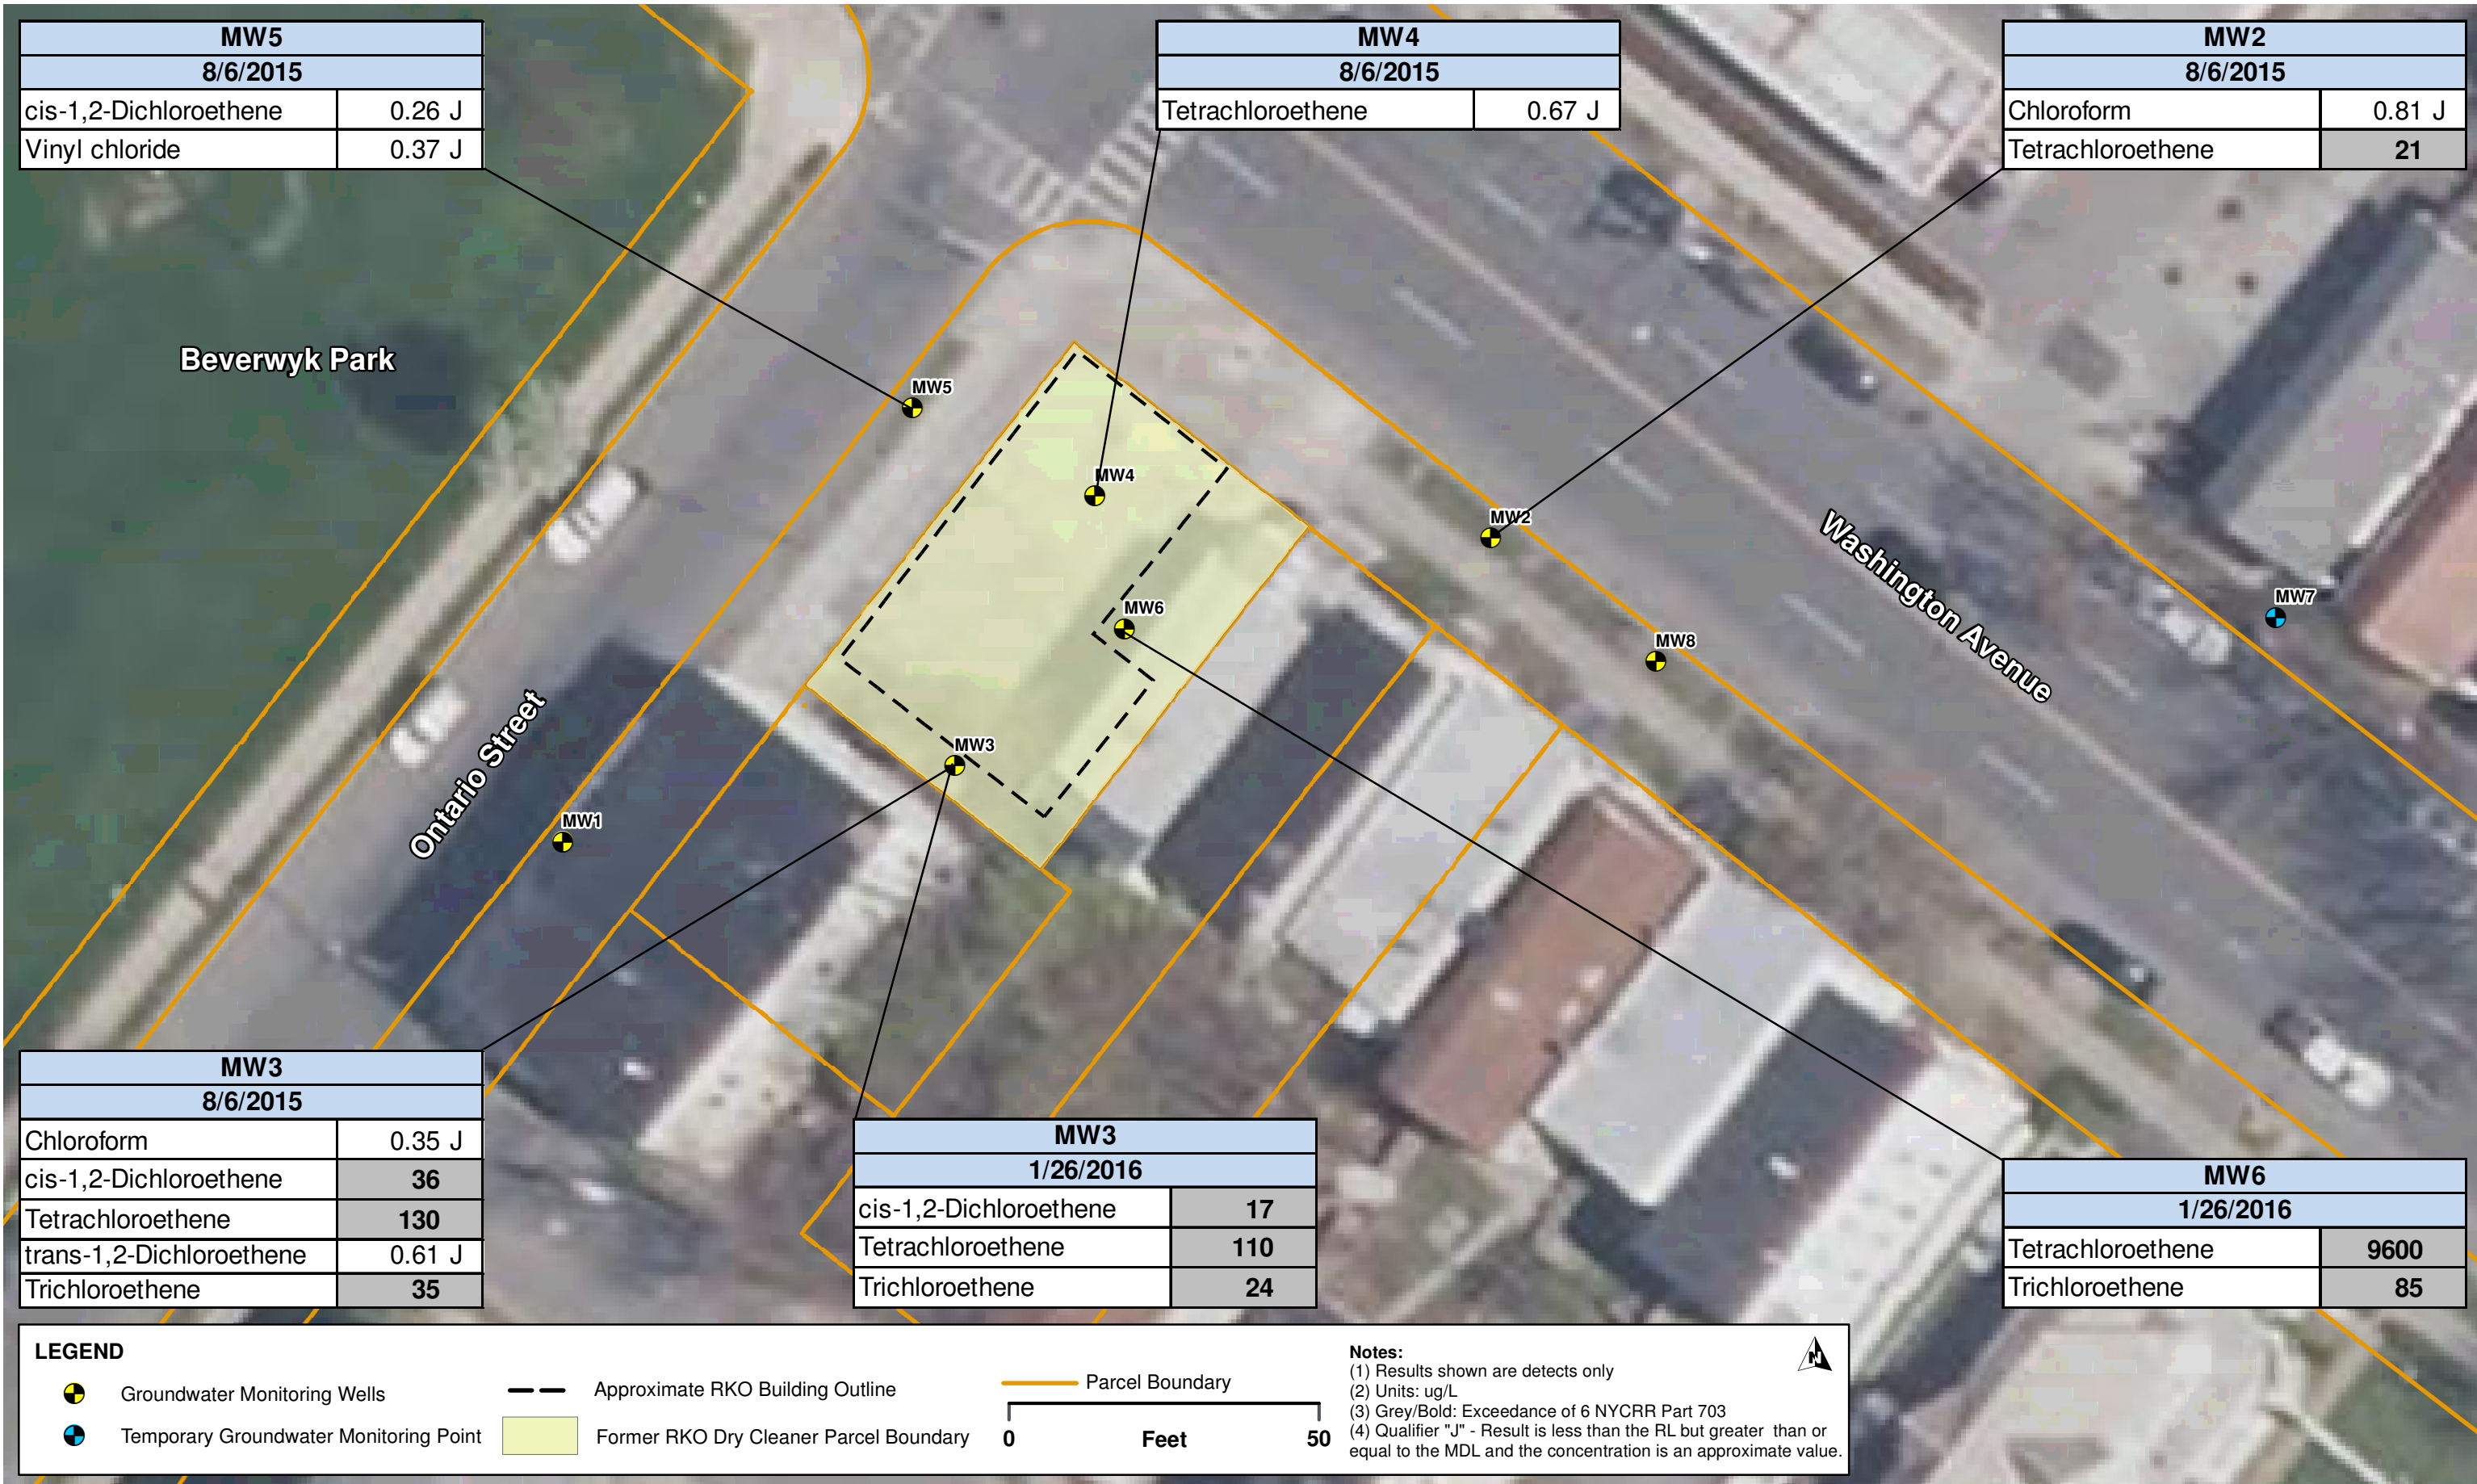 MW5
8/6/2015
cis-1,2-Dichloroethene 0.26 J
Vinyl chloride 0.37 J
MW4
8/6/2015
Tetrachloroethene 0.67 J
MW2
8/6/2015
Chloroform 0.81 J
Tetrachloroethene 21
Beverwyk Park
MW5
MW4
MW2
Washington Avenue
MW7
MW6
MW8
Ontario Street
MW3
MW1
MW3
8/6/2015
Chloroform 0.35 J
cis-1,2-Dichloroethene 36
Tetrachloroethene 130
trans-1,2-Dichloroethene 0.61 J
Trichloroethene 35
MW3
1/26/2016
cis-1,2-Dichloroethene 17
Tetrachloroethene 110
Trichloroethene 24
MW6
1/26/2016
Tetrachloroethene 9600
Trichloroethene 85
LEGEND
Groundwater Monitoring Wells
Temporary Groundwater Monitoring Point
Approximate RKO Building Outline
Former RKO Dry Cleaner Parcel Boundary
Parcel Boundary
0 Feet 50
Notes:
(1) Results shown are detects only
(2) Units: ug/L
(3) Grey/Bold: Exceedance of 6 NYCRR Part 703
(4) Qualifier "J" - Result is less than the RL but greater than or
equal to the MDL and the concentration is an approximate value.
N